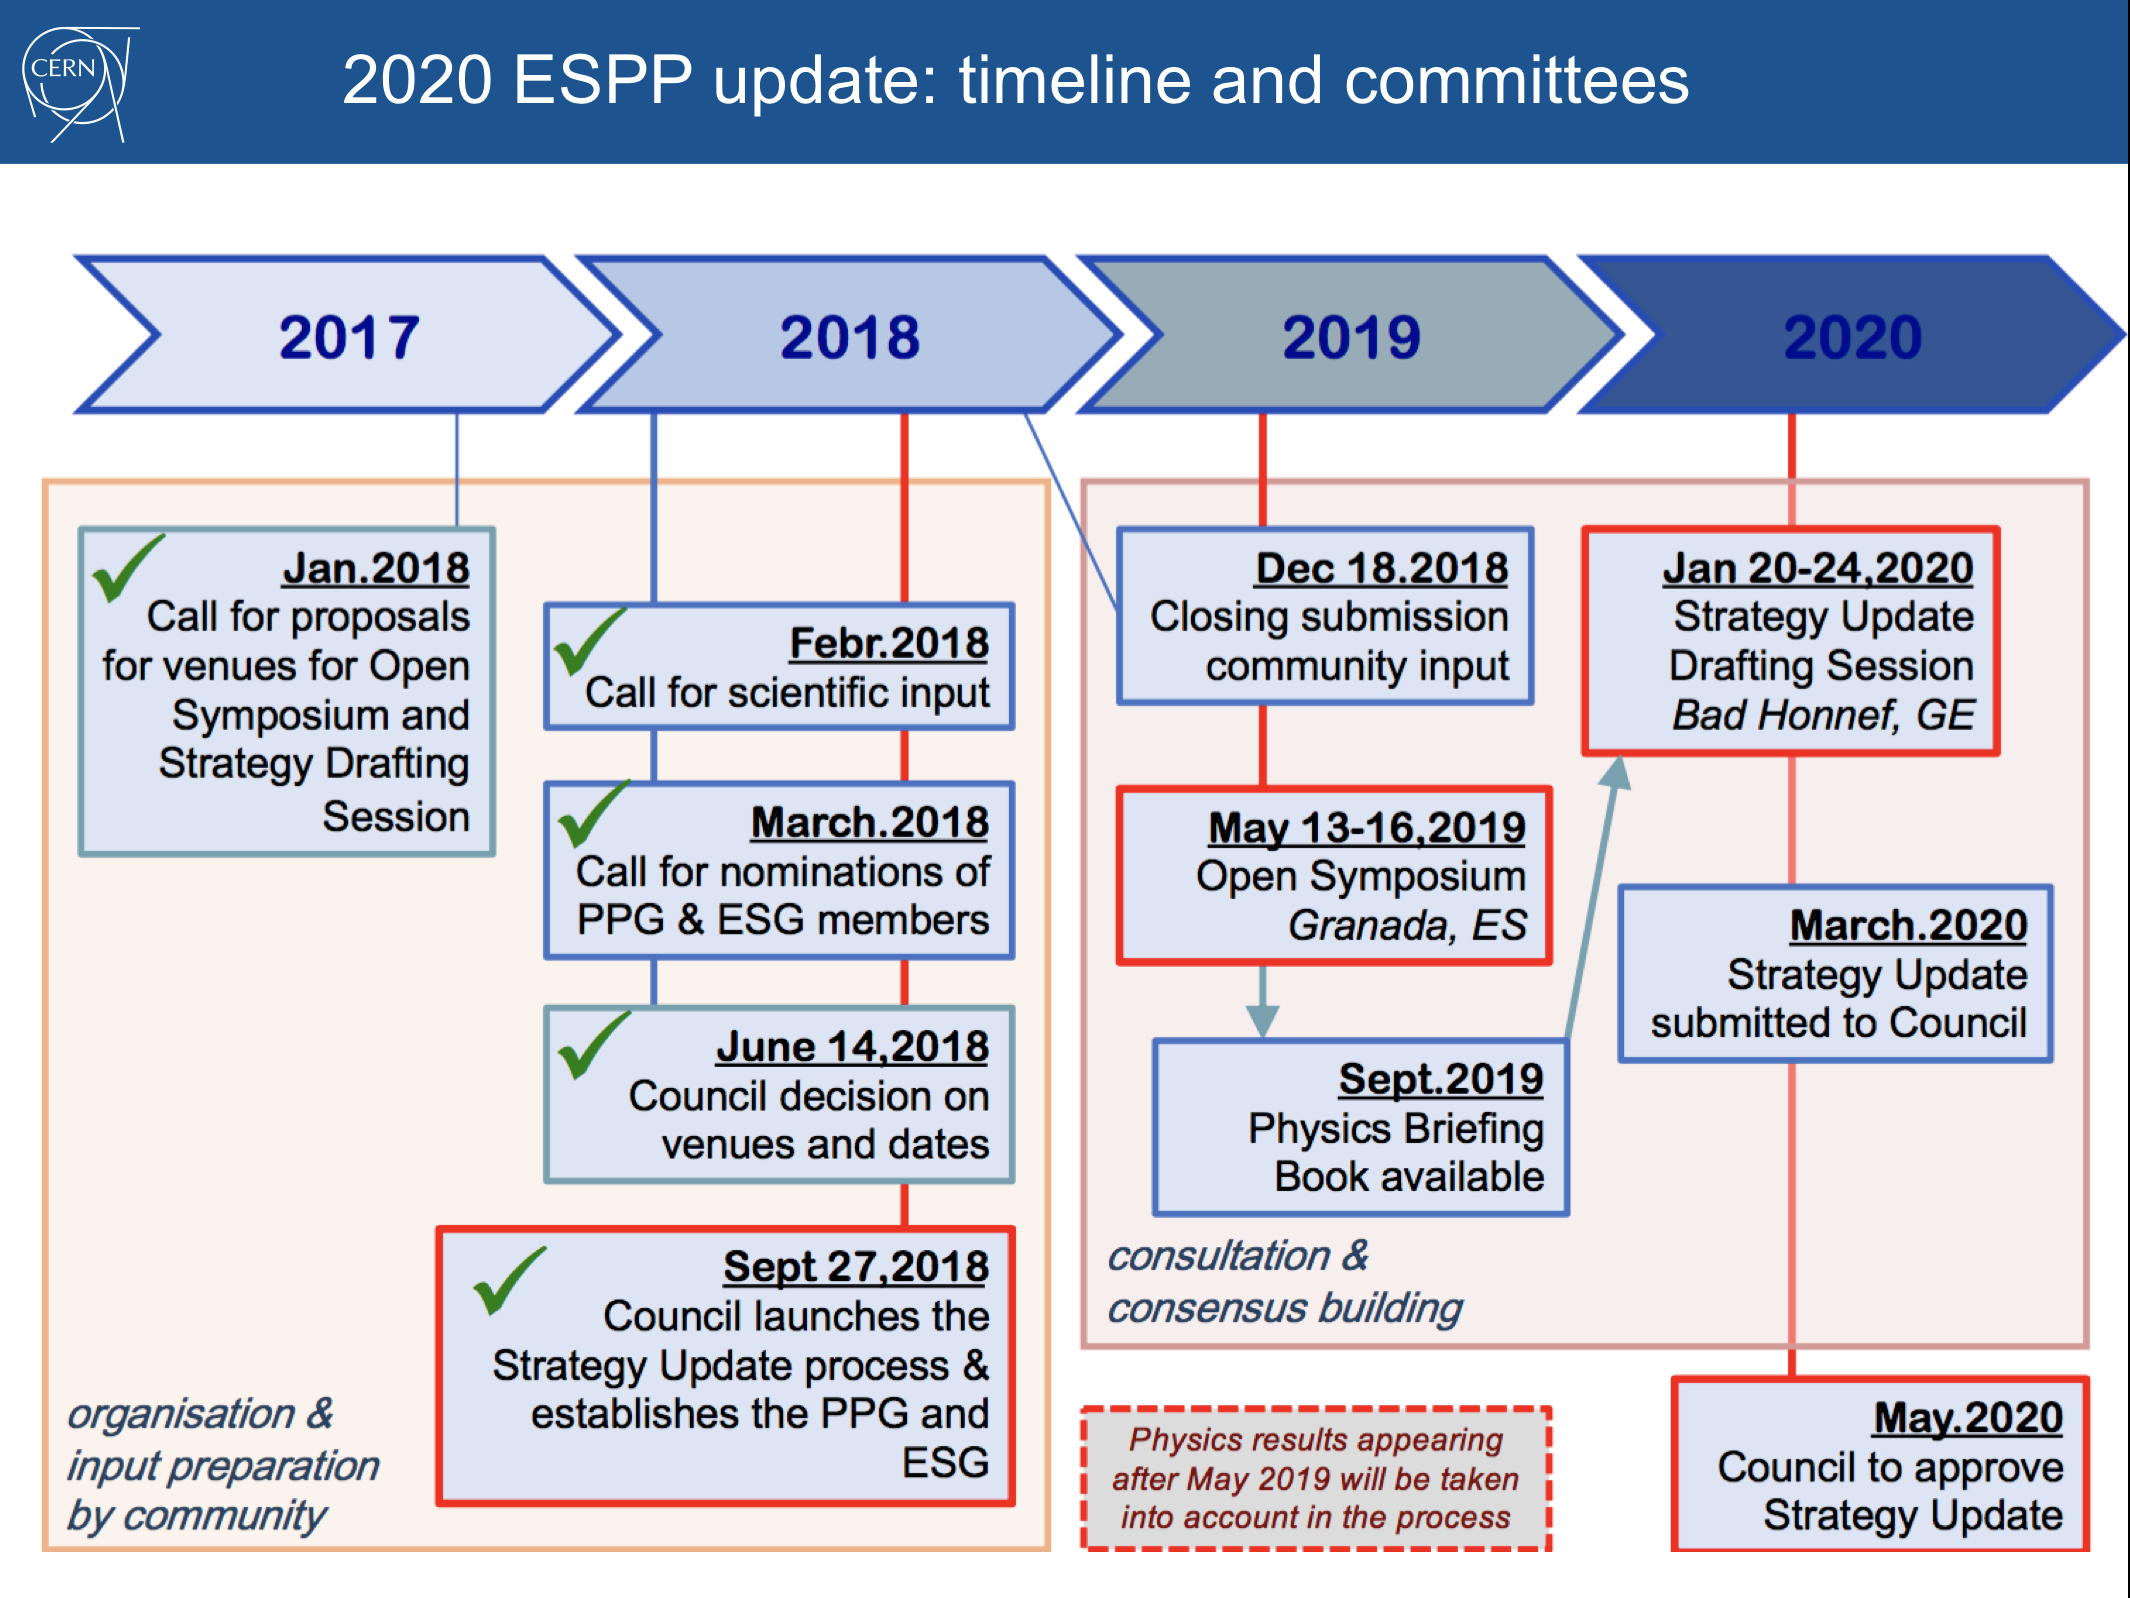 CERN
2020 ESPP update: timeline and committees
2017
2018
2019
2020
Jan.2018
Call for proposals
for venues for Open
Symposium and
Strategy Drafting
Session
Febr.2018
Call for scientific input
March.2018
Call for nominations of
PPG & ESG members
June 14,2018
Council decision on
venues and dates
Sept 27,2018
Council launches the
Strategy Update process &
establishes the PPG and
ESG
organisation &
input preparation
by community
Dec 18.2018
Closing submission
community input
May 13-16,2019
Open Symposium
Granada, ES
Sept.2019
Physics Briefing
Book available
consultation &
consensus building
Jan 20-24,2020
Strategy Update
Drafting Session
Bad Honnef, GE
March.2020
Strategy Update
submitted to Council
Physics results appearing
after May 2019 will be taken
into account in the process
May.2020
Council to approve
Strategy Update